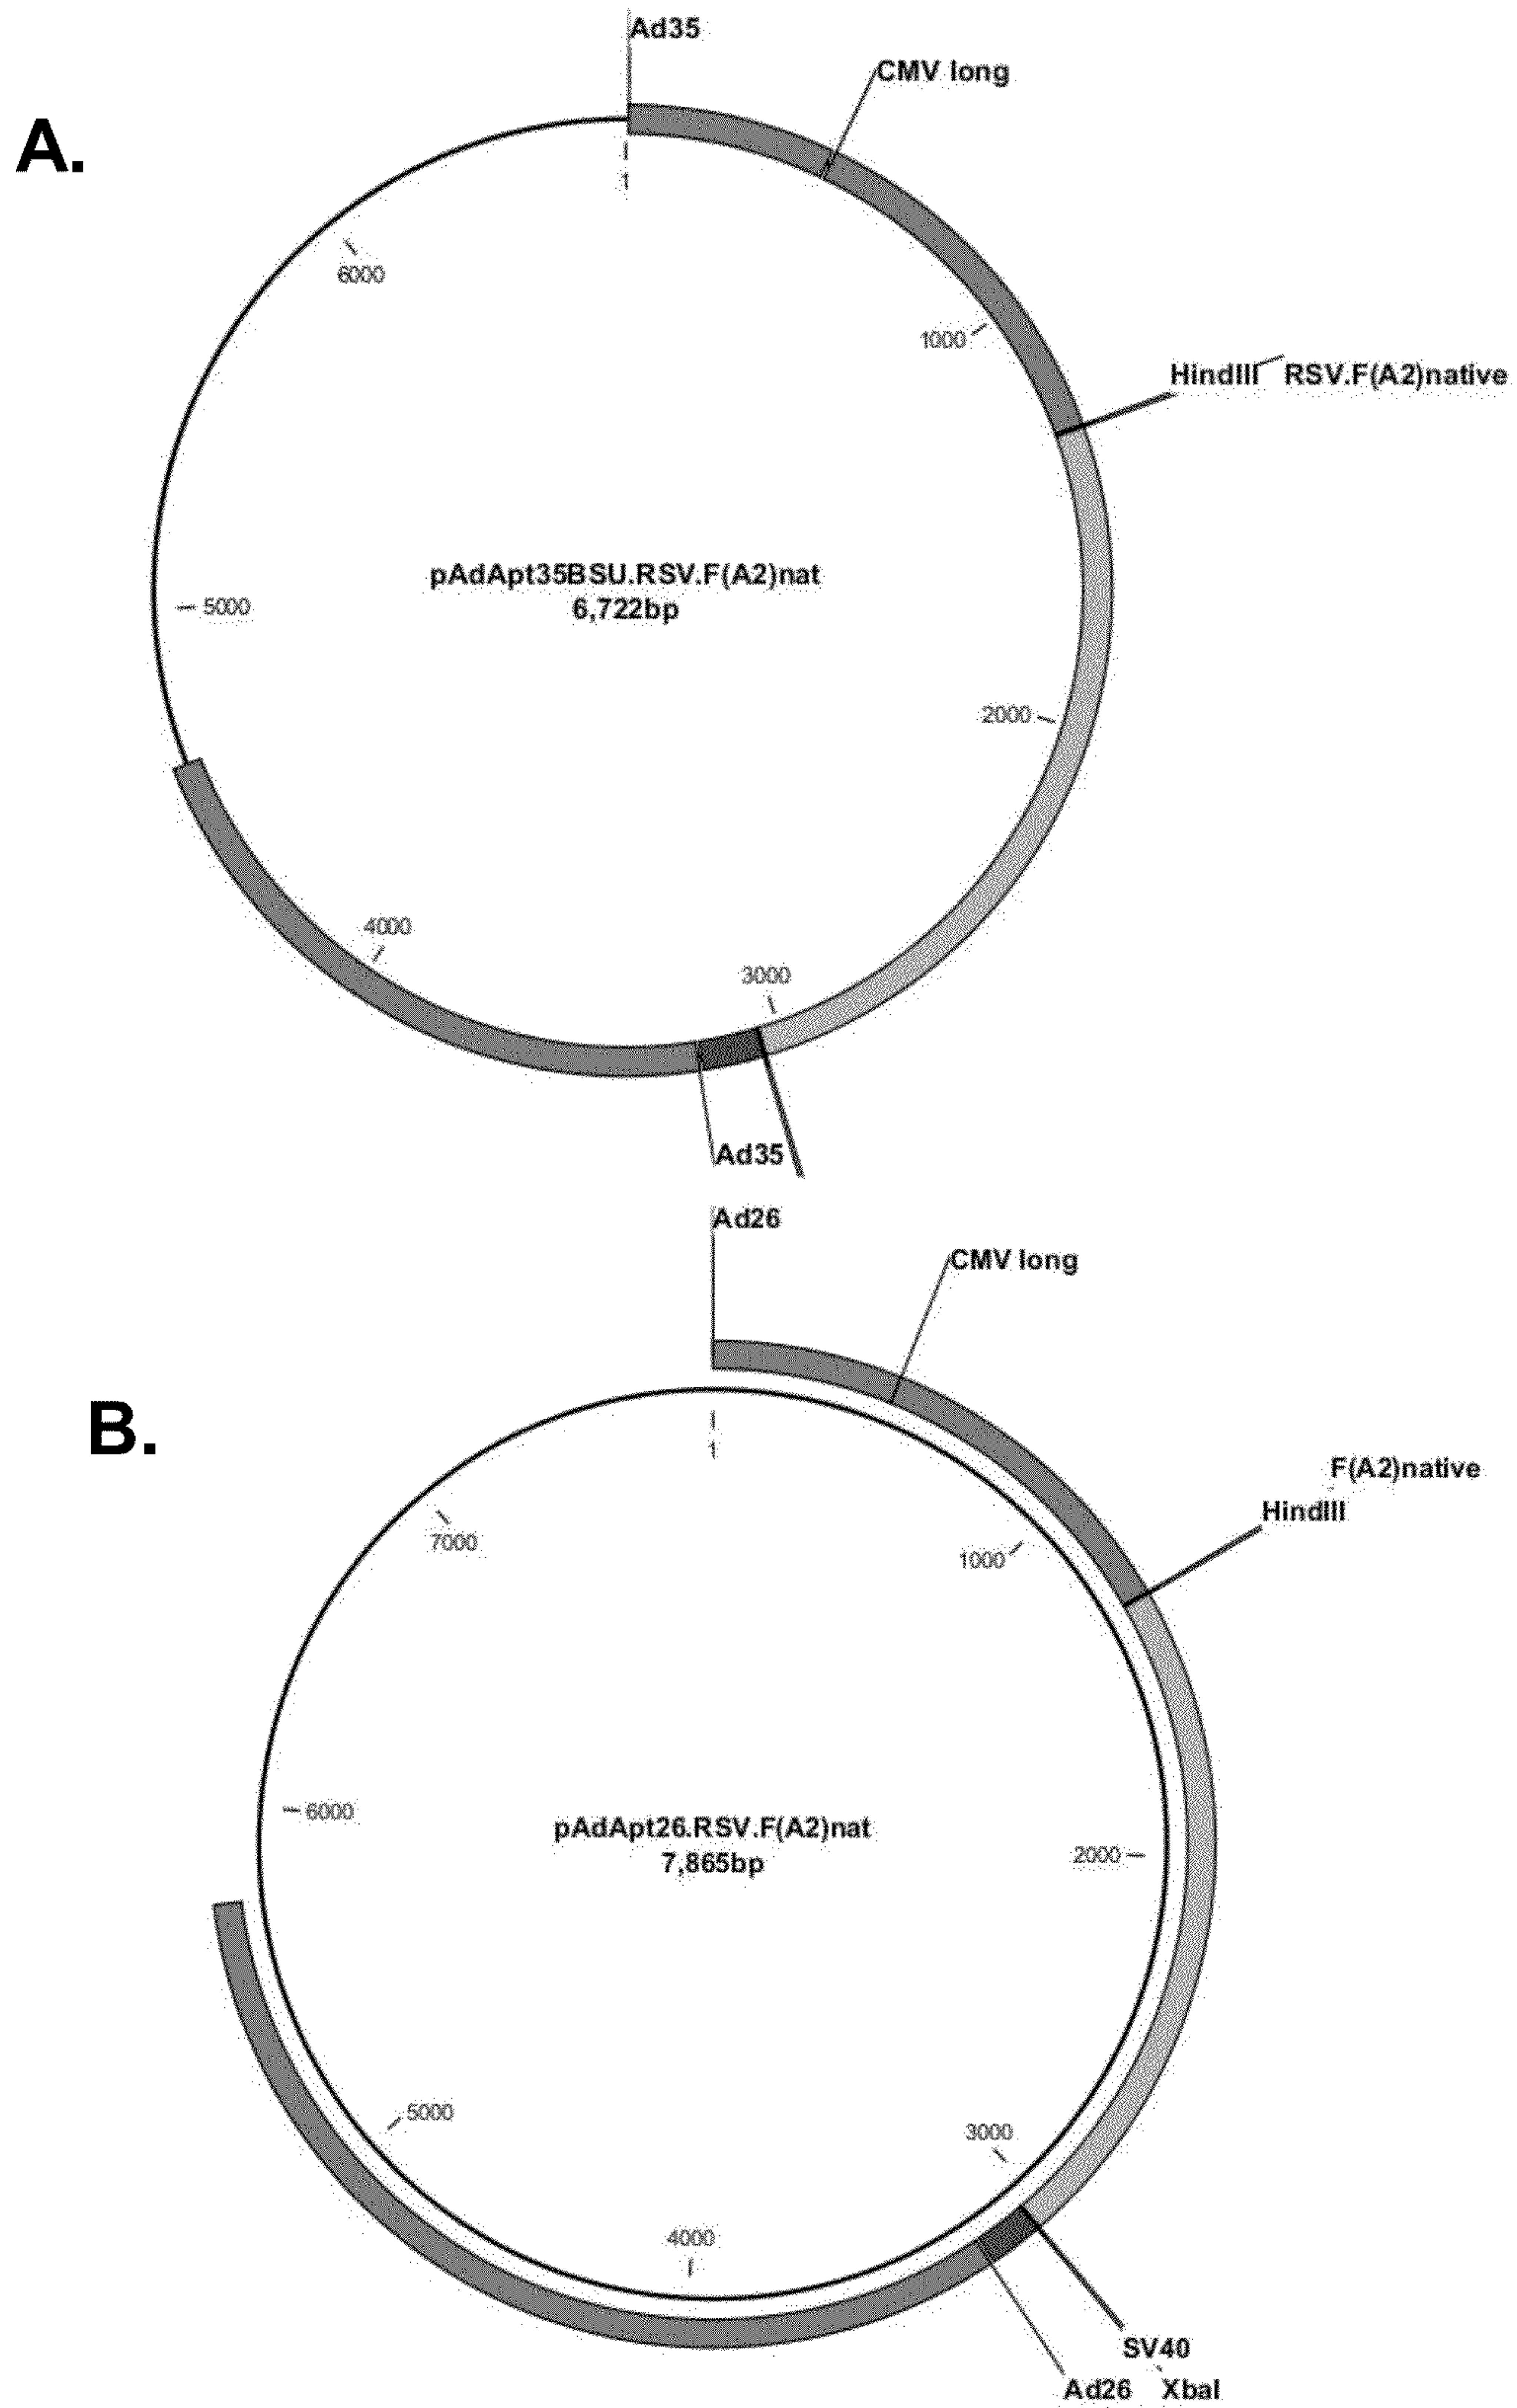 A.
Ad35
CMV long
1
6000
1000
HindIII RSV.F(A2)native
pAdApt35BSU.RSV.F(A2)nat
6,722bp
5000
2000
4000
3000
Ad35
B.
Ad26
CMV long
1
F(A2)native
HindIII
7000
1000
pAdApt26.RSV.F(A2)nat
7,865bp
6000
2000
5000
3000
4000
SV40
Ad26 XbaI